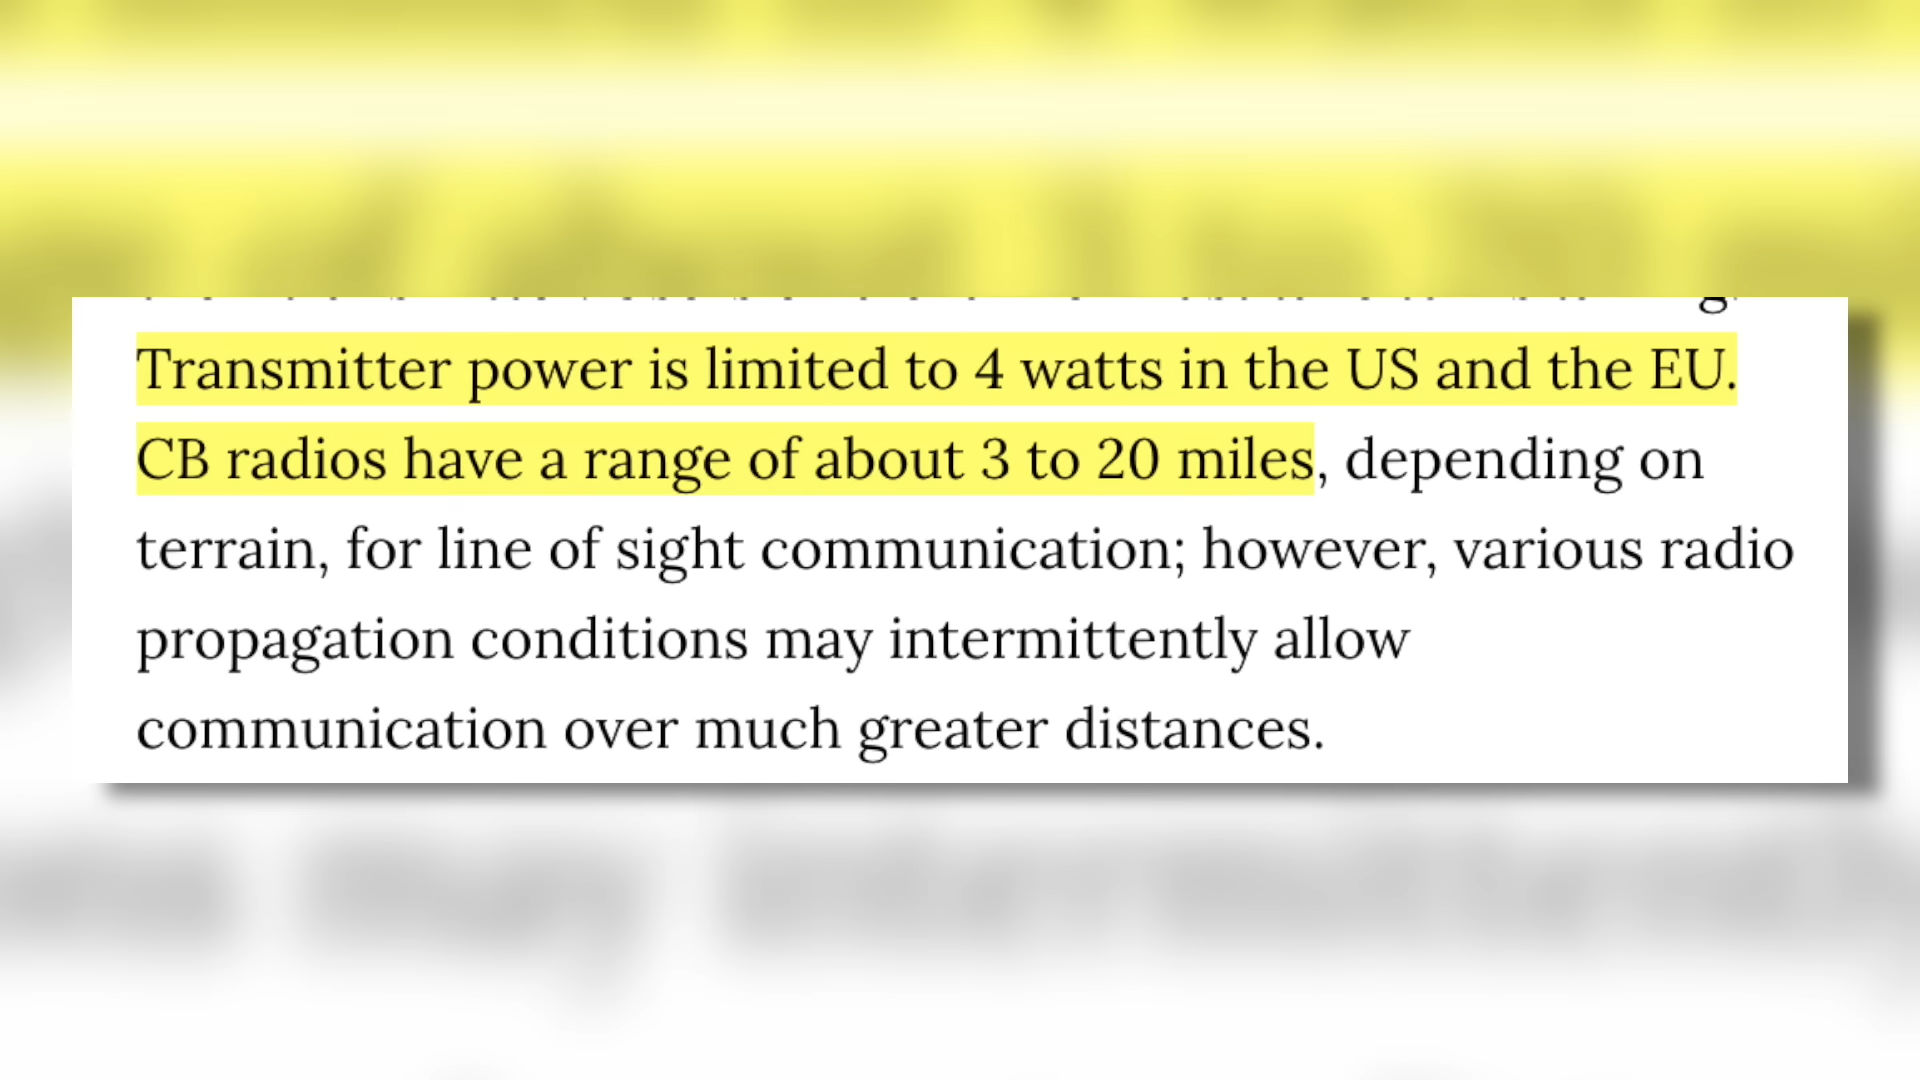 Transmitter power is limited to 4 watts in the US and the EU.
CB radios have a range of about 3 to 20 miles, depending on
terrain, for line of sight communication; however, various radio
propagation conditions may intermittently allow
communication over much greater distances.